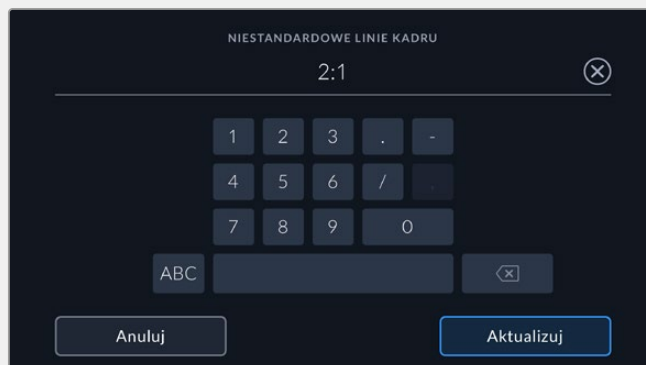 NIESTANDARDOWE LINIE KADRU
2:1
1 2 3 . -
4 5 6 / .
7 8 9 0
ABC
Anuluj Aktualizuj